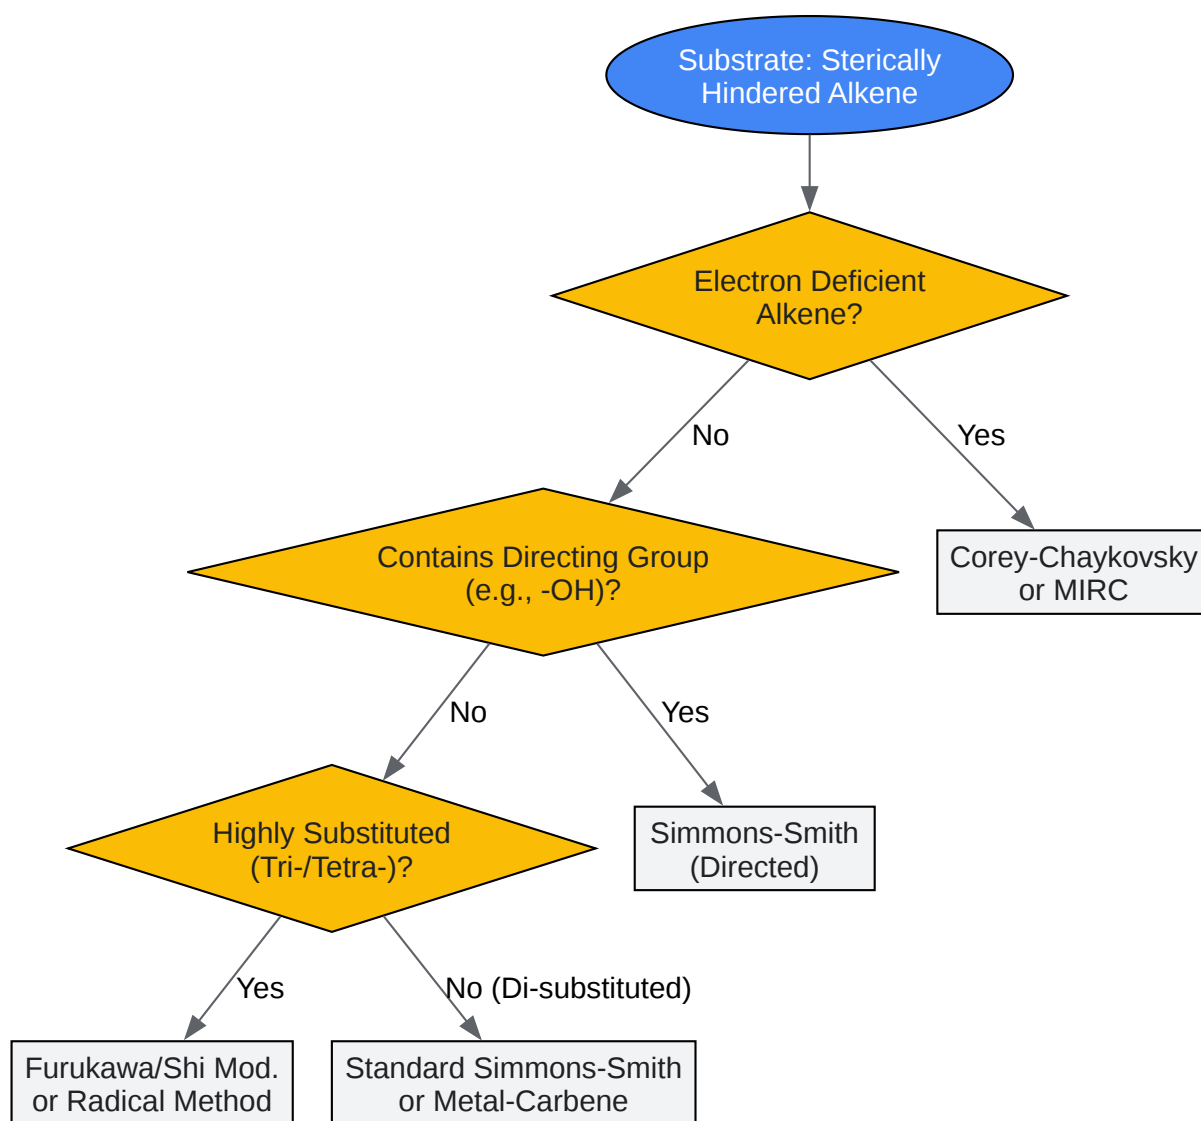 Substrate: Sterically
Hindered Alkene
Electron Deficient
Alkene?
No
Yes
Contains Directing Group
(e.g., -OH)?
Corey-Chaykovsky
or MIRC
No
Yes
Highly Substituted
(Tri-/Tetra-)?
Simmons-Smith
(Directed)
Yes
No (Di-substituted)
Furukawa/Shi Mod.
or Radical Method
Standard Simmons-Smith
or Metal-Carbene